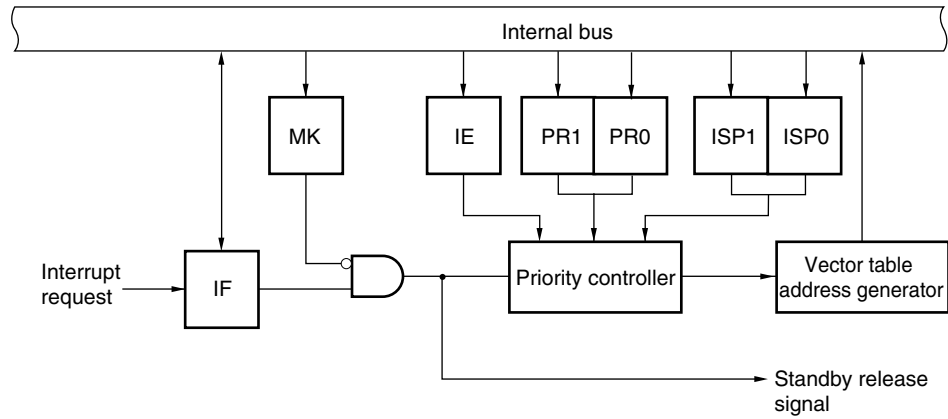 Internal bus
MK
IE
PR1
PR0
ISP1
ISP0
Interrupt
request
IF
Priority controller
Vector table
address generator
Standby release
signal